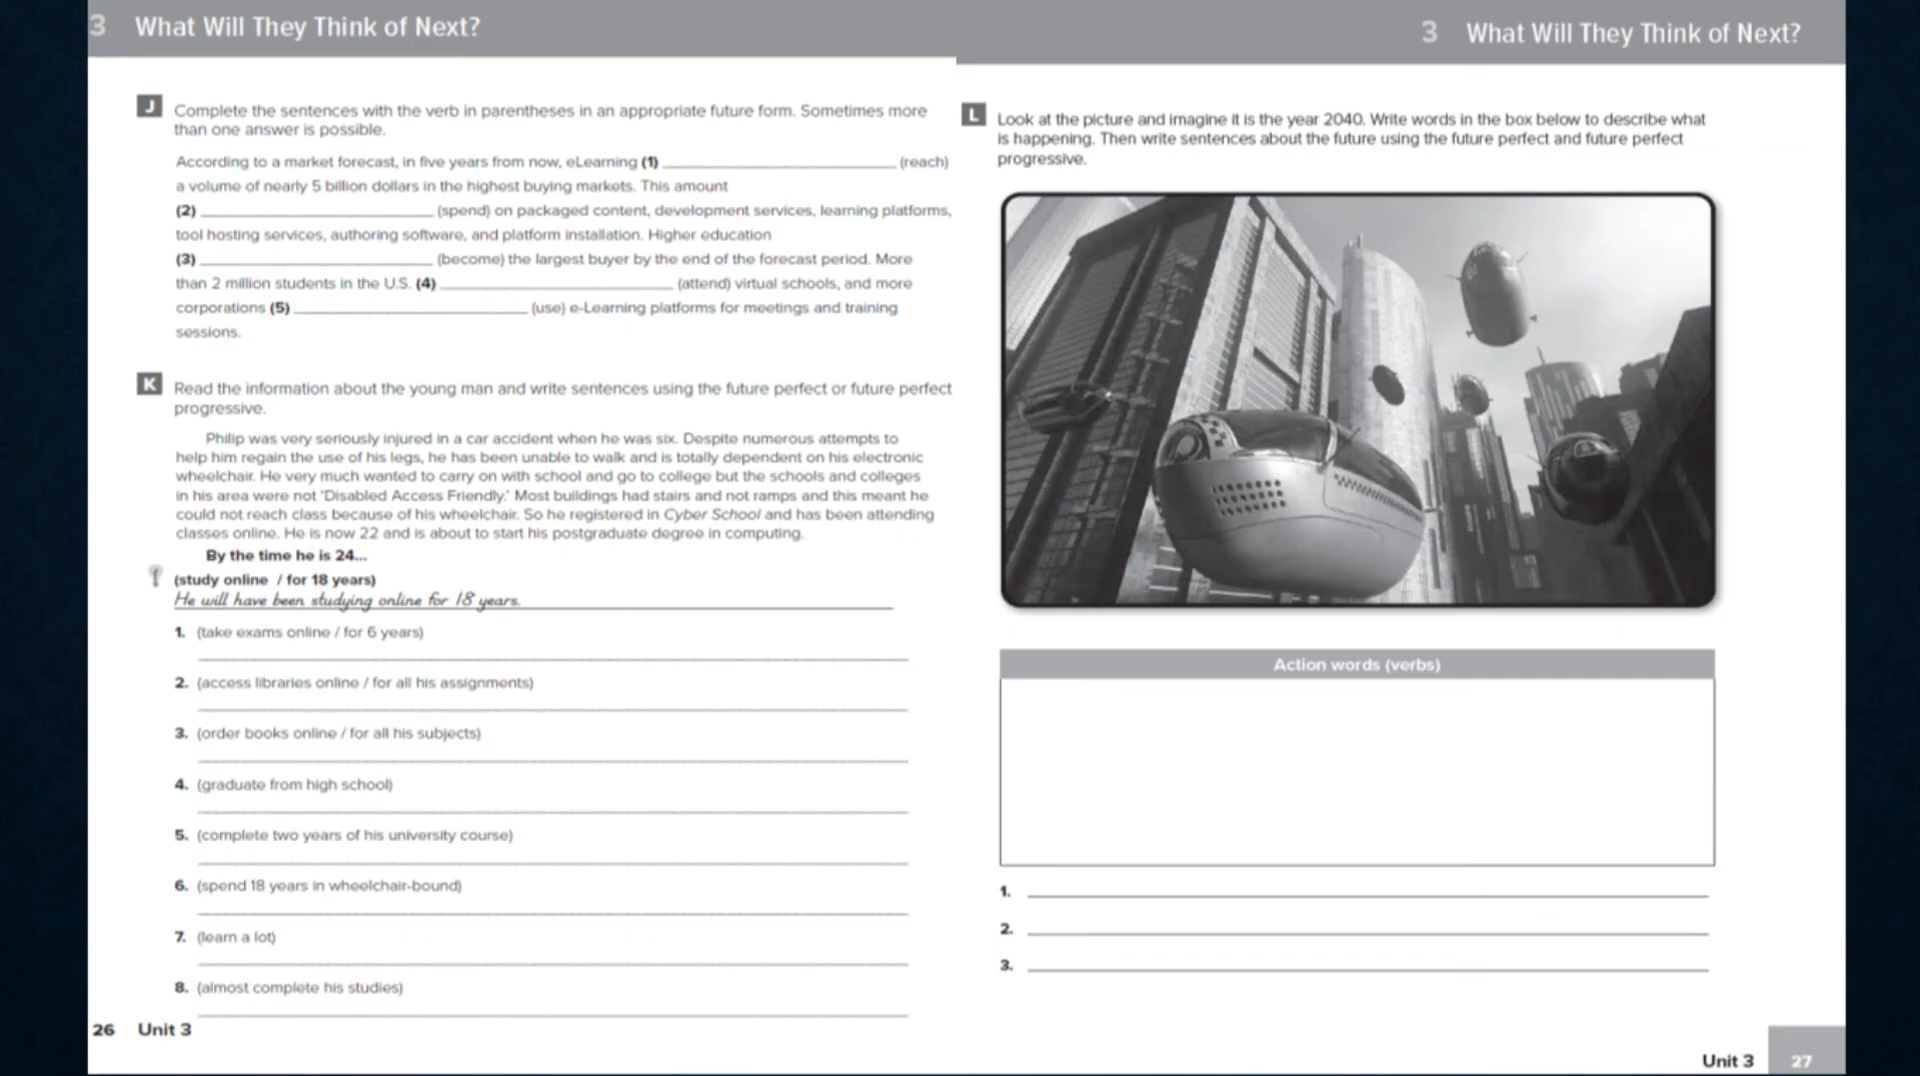 3 What Will They Think of Next?
J Complete the sentences with the verb in parentheses in an appropriate future form. Sometimes more
than one answer is possible.
According to a market forecast, in five years from now, eLearning (1) ____________ (reach)
a volume of nearly 5 billion dollars in the highest buying markets. This amount
(2) ____________ (spend) on packaged content, development services, learning platforms,
tool hosting services, authoring software, and platform installation. Higher education
(3) ____________ (become) the largest buyer by the end of the forecast period. More
than 2 million students in the U.S. (4) ____________ (attend) virtual schools, and more
corporations (5) ____________ (use) e-Learning platforms for meetings and training
sessions.
K Read the information about the young man and write sentences using the future perfect or future perfect
progressive.
Philip was very seriously injured in a car accident when he was six. Despite numerous attempts to
help him regain the use of his legs, he has been unable to walk and is totally dependent on his electronic
wheelchair. He very much wanted to carry on with school and go to college but the schools and colleges
in his area were not 'Disabled Access Friendly.' Most buildings had stairs and not ramps and this meant he
could not reach class because of his wheelchair. So he registered in Cyber School and has been attending
classes online. He is now 22 and is about to start his postgraduate degree in computing.
By the time he is 24...
(study online / for 18 years)
He will have been studying online for 18 years.
1. (take exams online / for 6 years)
2. (access libraries online / for all his assignments)
3. (order books online / for all his subjects)
4. (graduate from high school)
5. (complete two years of his university course)
6. (spend 18 years in wheelchair-bound)
7. (learn a lot)
8. (almost complete his studies)
26 Unit 3
3 What Will They Think of Next?
L Look at the picture and imagine it is the year 2040. Write words in the box below to describe what
is happening. Then write sentences about the future using the future perfect and future perfect
progressive.
Action words (verbs)
1.
2.
3.
Unit 3 27